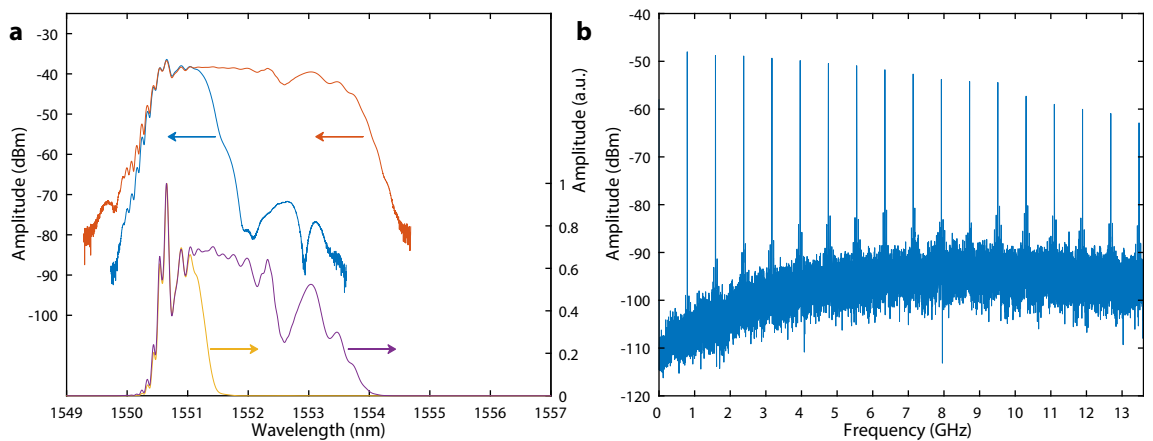 a
-30
-40
-50
-60
-70
-80
-90
-100
Amplitude (dBm)
1
0.8
0.6
0.4
0.2
0
Amplitude (a.u.)
1549 1550 1551 1552 1553 1554 1555 1556 1557
Wavelength (nm)
b
-40
-50
-60
-70
-80
-90
-100
-110
-120
Amplitude (dBm)
0 1 2 3 4 5 6 7 8 9 10 11 12 13
Frequency (GHz)